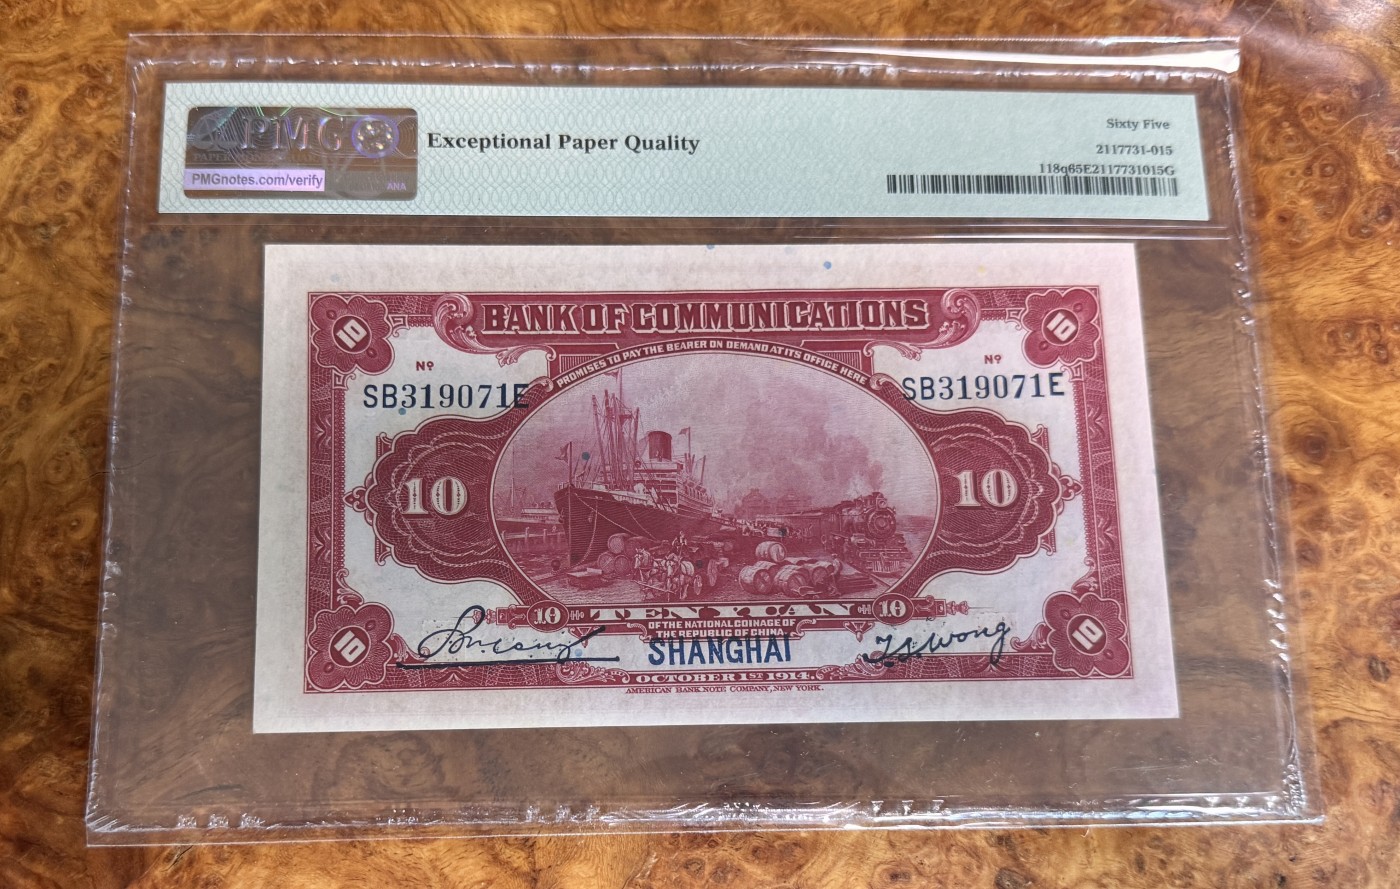 PMG
PMGnotes.com/verify
ANA
Exceptional Paper Quality
Sixty Five
2117731-015
118q65E2117731015G
10
BANK OF COMMUNICATIONS
10
PROMISES TO PAY THE BEARER ON DEMAND AT ITS OFFICE HERE
Nº
Nº
SB319071E
SB319071E
10
10
10 TEN YUAN 10
OF THE NATIONAL COINAGE OF
THE REPUBLIC OF CHINA
SHANGHAI
T.S. Wong
10
10
OCTOBER 1ST 1914.
AMERICAN BANK NOTE COMPANY, NEW YORK.